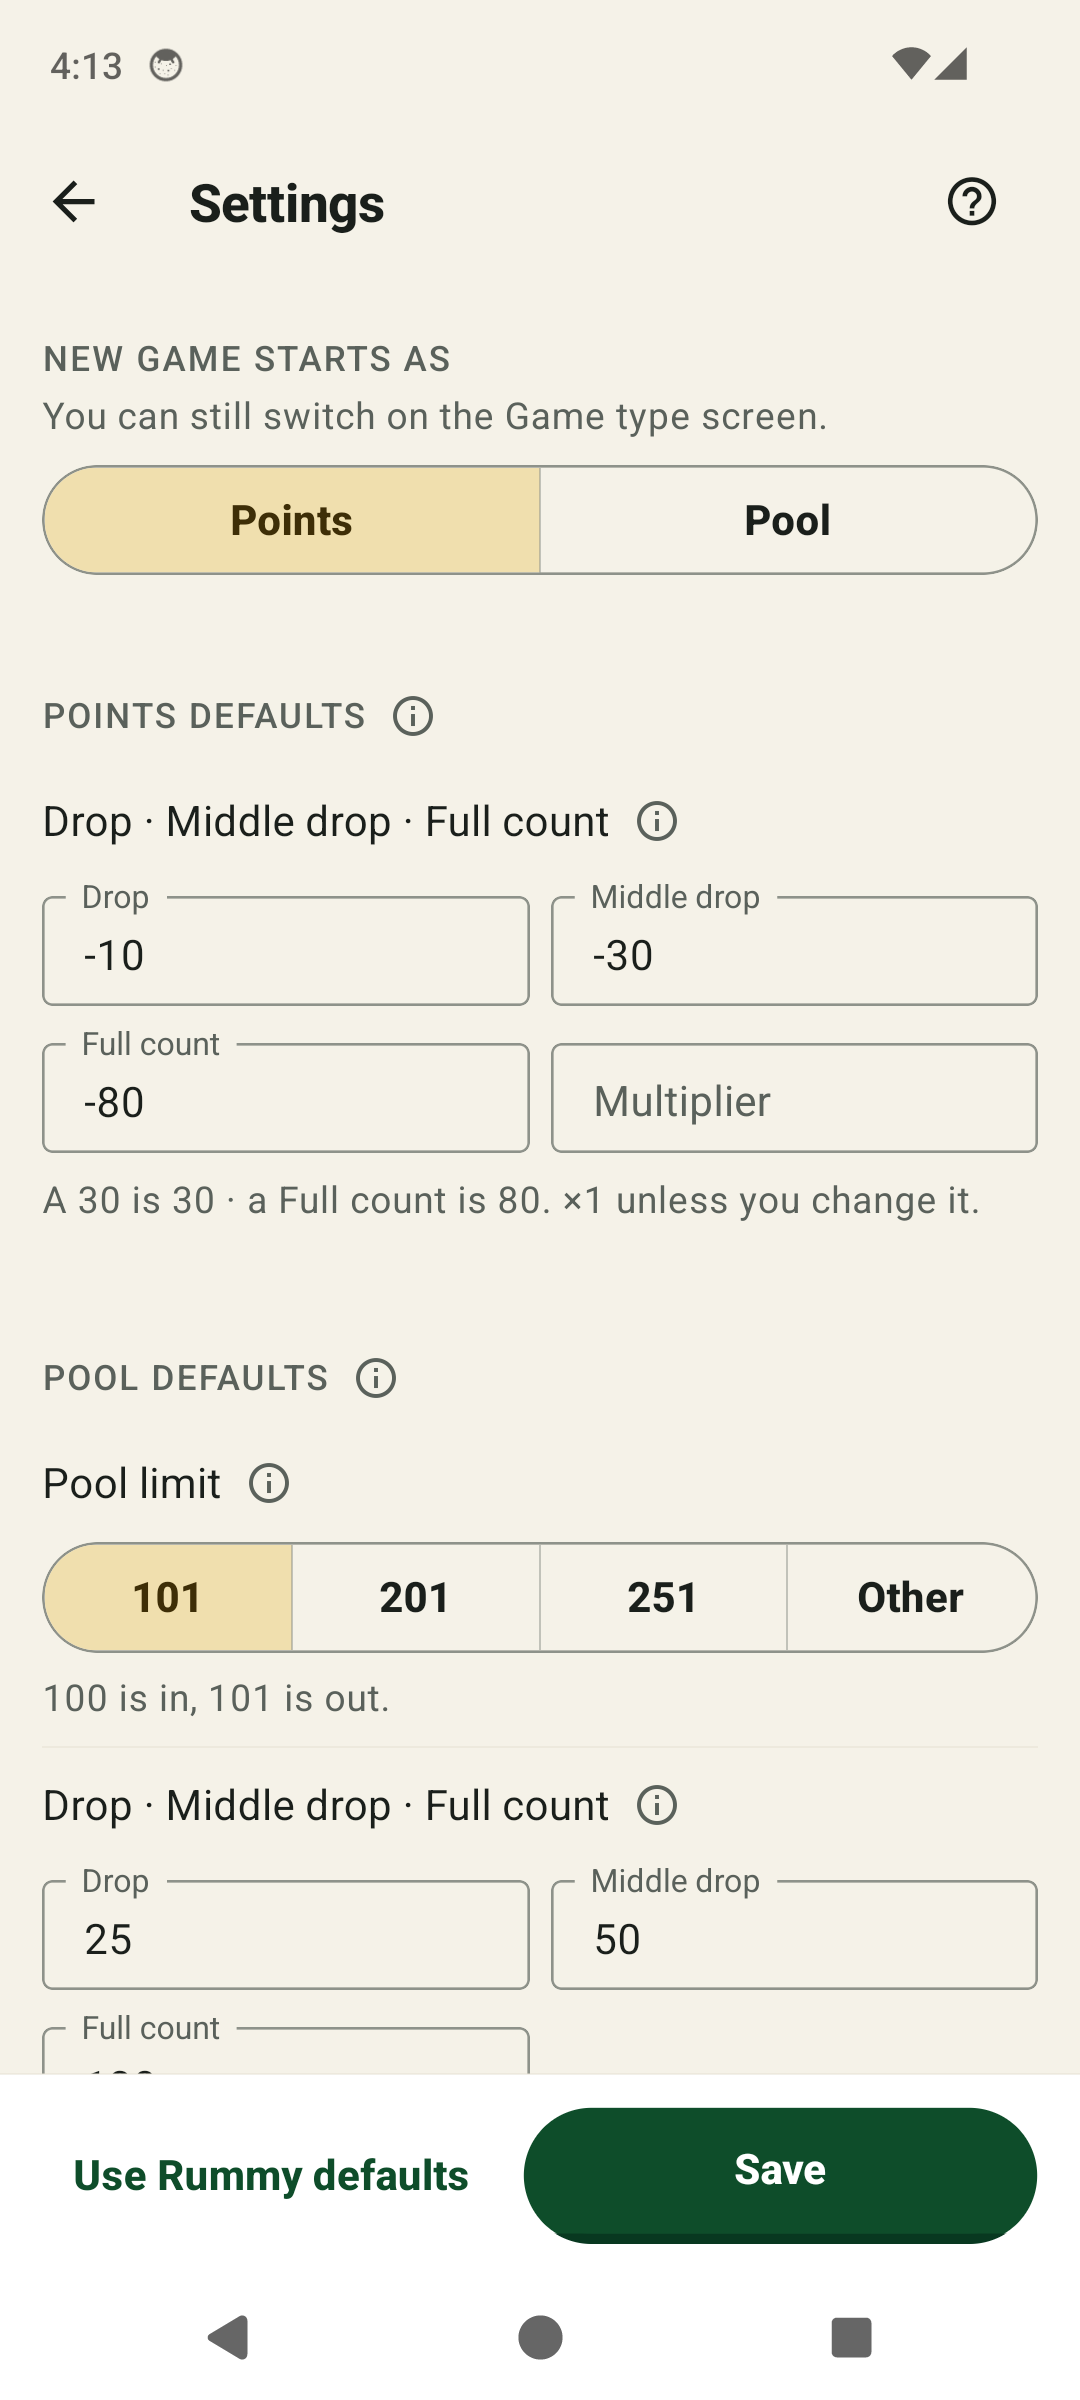 4:13
Settings
NEW GAME STARTS AS
You can still switch on the Game type screen.
Points
Pool
POINTS DEFAULTS
Drop · Middle drop · Full count
Drop
Middle drop
-10
-30
Full count
-80
Multiplier
A 30 is 30 · a Full count is 80. ×1 unless you change it.
POOL DEFAULTS
Pool limit
101
201
251
Other
100 is in, 101 is out.
Drop · Middle drop · Full count
Drop
Middle drop
25
50
Full count
Use Rummy defaults
Save